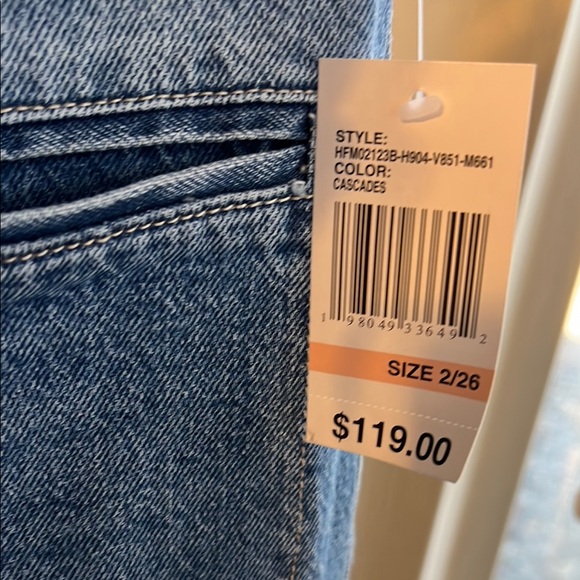 STYLE:
HFM02123B-H904-V851-M661
COLOR:
CASCADES
1 98049 33649 2
SIZE 2/26
$119.00